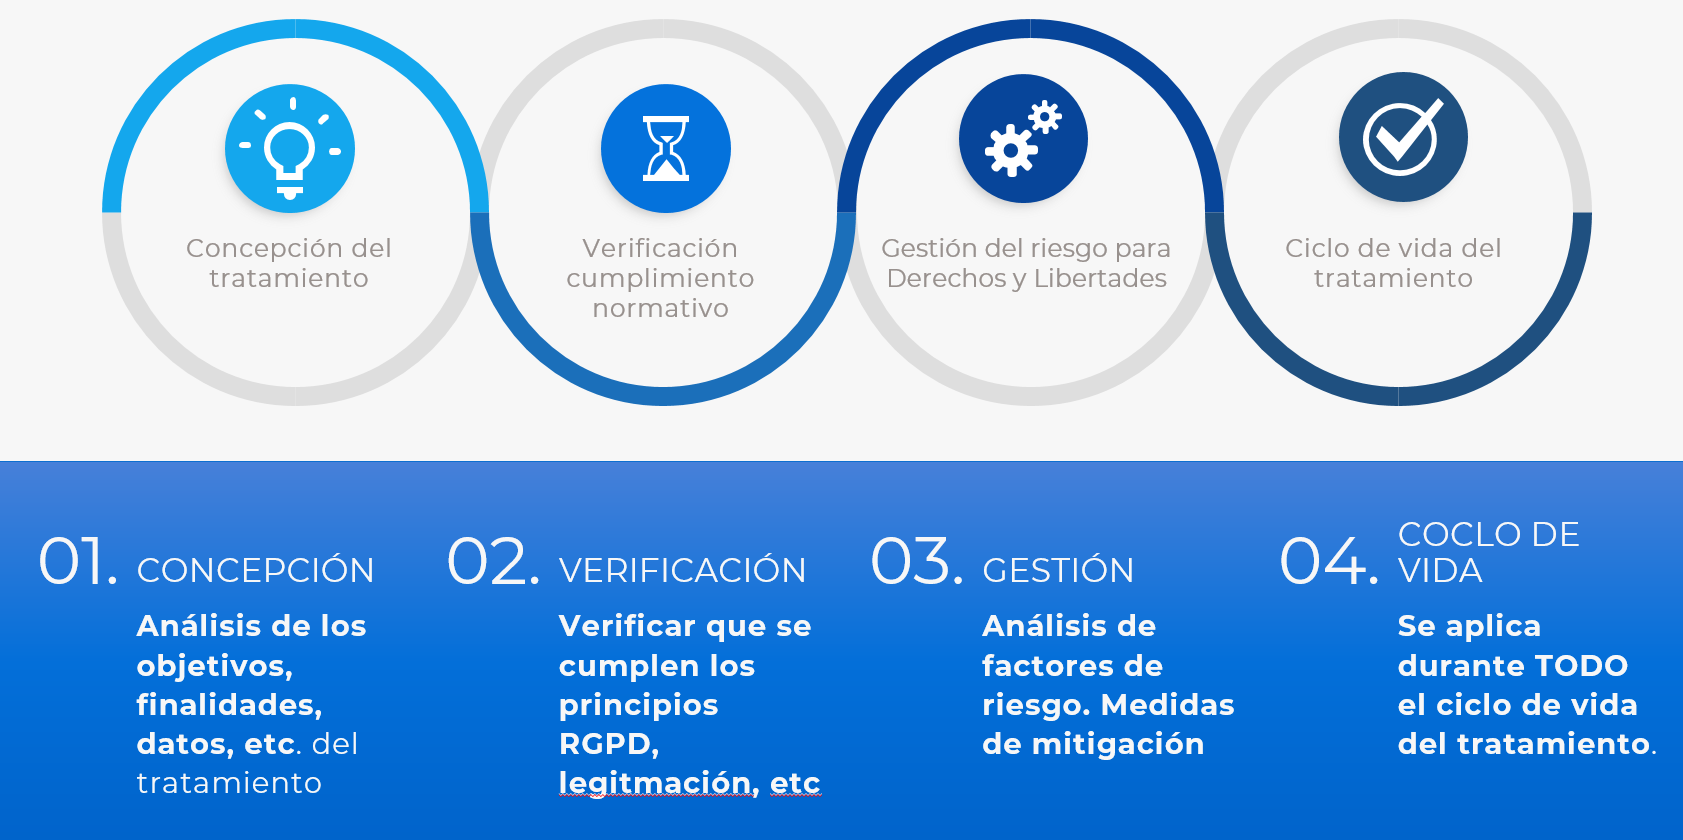 Concepción del
tratamiento
Verificación
cumplimiento
normativo
Gestión del riesgo para
Derechos y Libertades
Ciclo de vida del
tratamiento
01. CONCEPCIÓN
Análisis de los
objetivos,
finalidades,
datos, etc. del
tratamiento
02. VERIFICACIÓN
Verificar que se
cumplen los
principios
RGPD,
legitmación, etc
03. GESTIÓN
Análisis de
factores de
riesgo. Medidas
de mitigación
04. COCLO DE
VIDA
Se aplica
durante TODO
el ciclo de vida
del tratamiento.